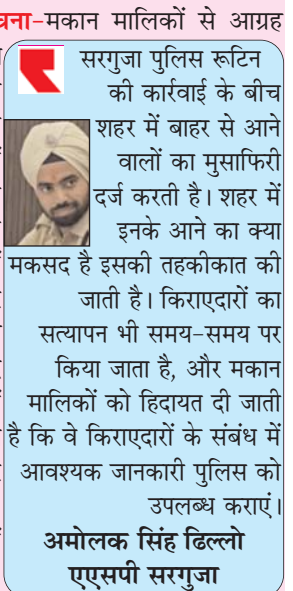 चना-मकान मालिकों से आग्रह
सरगुजा पुलिस रूटिन
की कार्रवाई के बीच
शहर में बाहर से आने
वालों का मुसाफिरी
दर्ज करती है। शहर में
इनके आने का क्या
मकसद है इसकी तहकीकात की
जाती है। किराएदारों का
सत्यापन भी समय-समय पर
किया जाता है, और मकान
मालिकों को हिदायत दी जाती
है कि वे किराएदारों के संबंध में
आवश्यक जानकारी पुलिस को
उपलब्ध कराएं।
अमोलक सिंह ढिल्लो
एएसपी सरगुजा